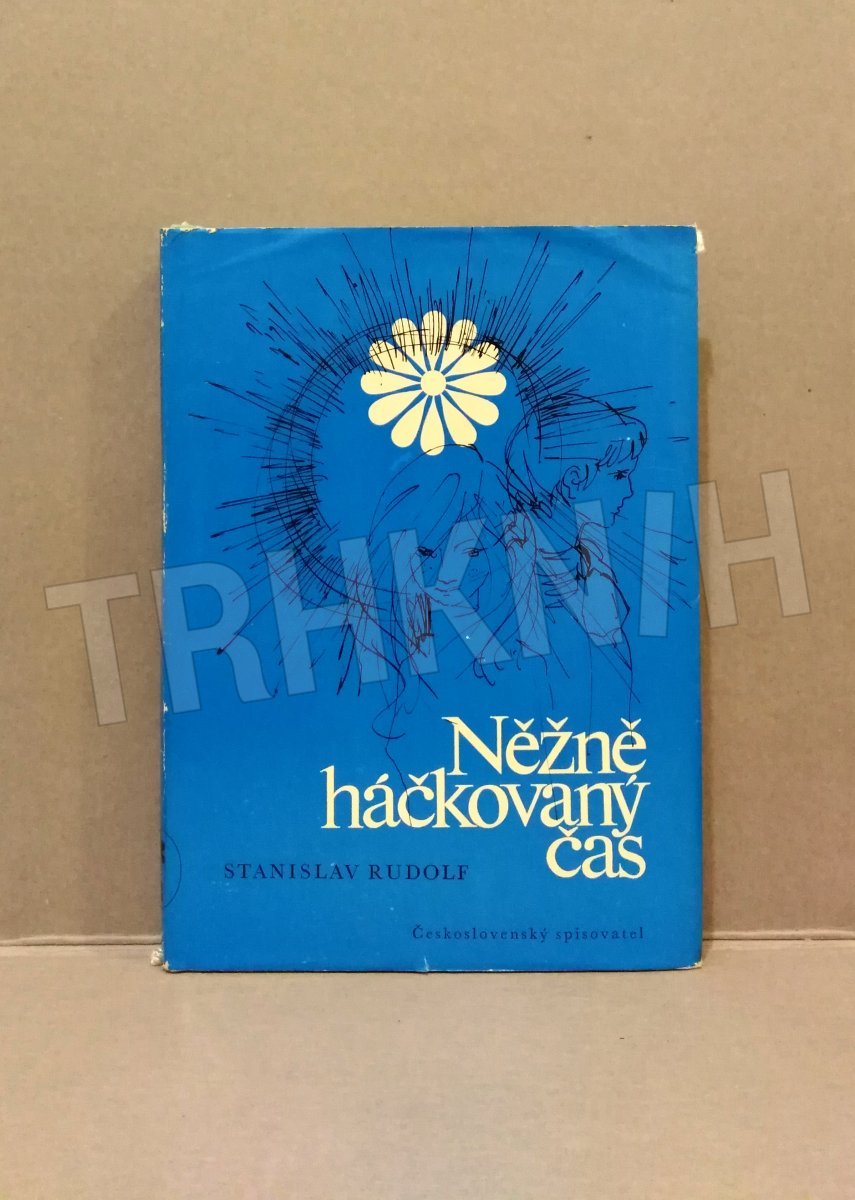 TRHKNIH
Něžně
háčkovaný
čas
STANISLAV RUDOLF
Československý spisovatel